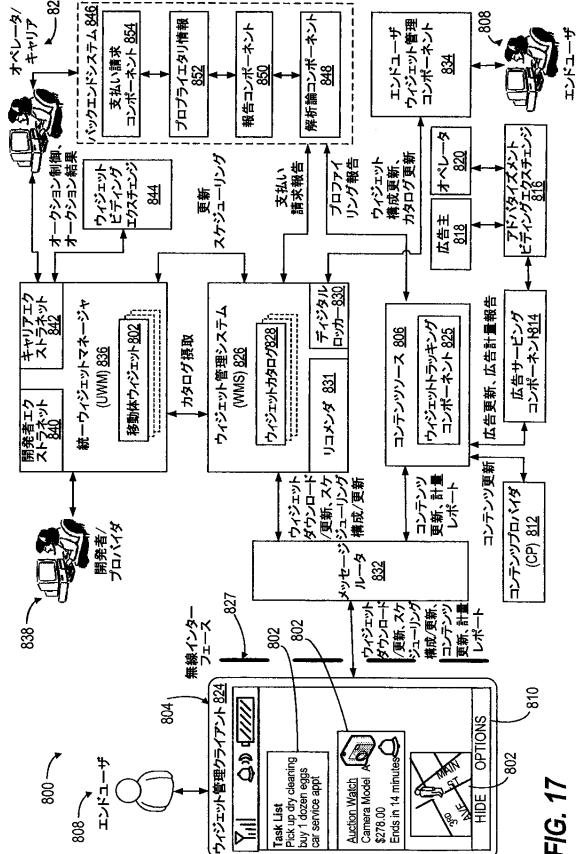 800
808
エンドユーザ
804
ウィジェット管理クライアント 824
Task List
Pick up dry cleaning
buy 1 dozen eggs
car service appt
802
Auction Watch
Camera Model A
$278.00
Ends in 14 minutes
802
3rd
AVE
MAIN
ST.
802
HIDE
OPTIONS
810
FIG. 17
無線インター
フェース
827
ウィジェット
ダウンロード
/更新、スケ
ジューリング
構成/更新、
コンテンツ
更新、計量
レポート
838
開発者/
プロバイダ
メッセージ
ルータ
832
ウィジェット
ダウンロード
/更新、スケ
ジューリング
構成/更新
コンテンツ
更新、計量
レポート
コンテンツ更新
コンテンツプロバイダ
(CP) 812
開発者エク
ストラネット
840
キャリアエク
ストラネット
842
統一ウィジェットマネージャ
(UWM) 836
移動体ウィジェット 802
カタログ摂取
ウィジェット管理システム
(WMS) 826
ウィジェットカタログ 828
リコメンダ 831
ディジタル
ロッカー 830
コンテンツソース 806
ウィジェットトラッキング
コンポーネント 825
広告更新、広告計量報告
広告サービング
コンポーネント 814
オペレータ/
キャリア
82
オークション制御、
オークション結果
ウィジェット
ビディング
エクスチェンジ
844
更新
スケジューリング
支払い
請求報告
プロファイ
リング報告
ウィジェット
構成更新、
カタログ更新
バックエンドシステム 846
支払い請求
コンポーネント 854
プロプライエタリ情報
852
報告コンポーネント
850
解析論コンポーネント
848
エンドユーザ
ウィジェット管理
コンポーネント
834
808
エンドユーザ
広告主
818
オペレータ
820
アドバタイズメント
ビディングエクスチェンジ
816